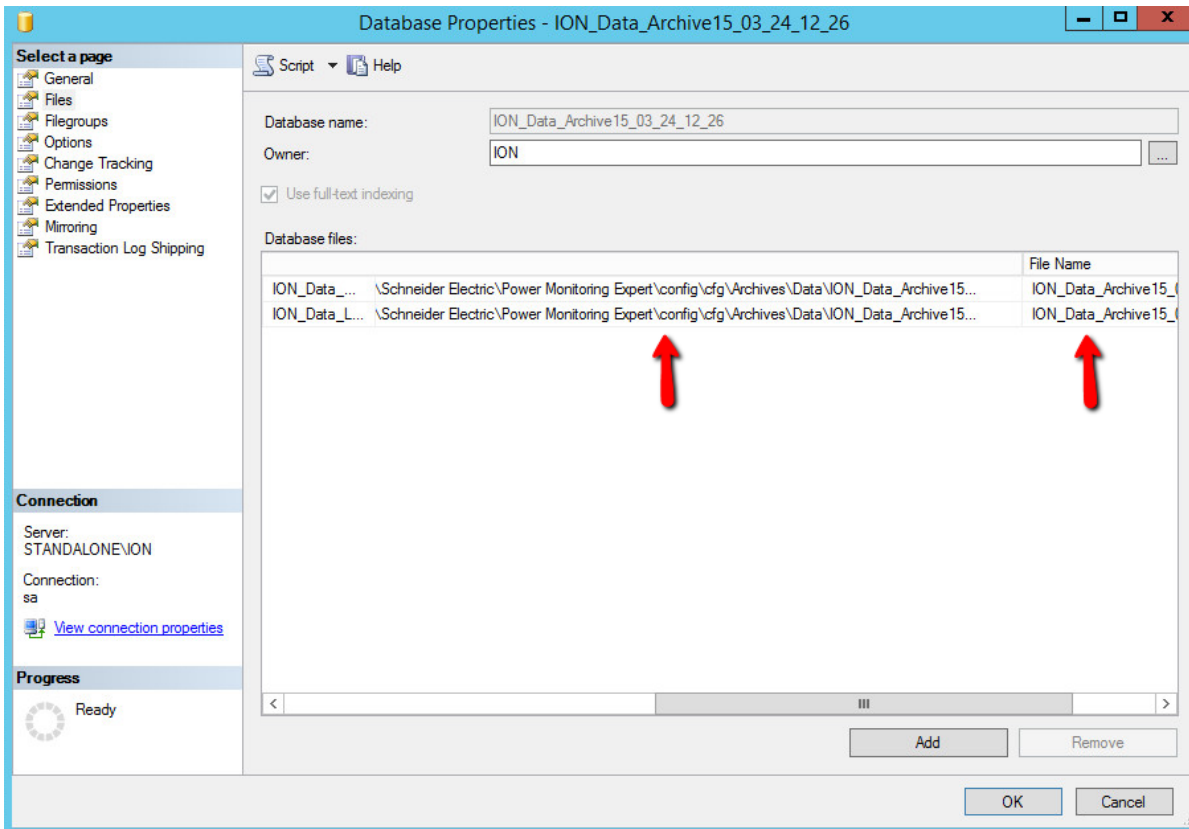 Database Properties - ION_Data_Archive15_03_24_12_26
Select a page
General
Files
Filegroups
Options
Change Tracking
Permissions
Extended Properties
Mirroring
Transaction Log Shipping
Script
Help
Database name:
ION_Data_Archive15_03_24_12_26
Owner:
ION
...
Use full-text indexing
Database files:
File Name
ION_Data_... \Schneider Electric\Power Monitoring Expert\config\cfg\Archives\Data\ION_Data_Archive15... ION_Data_Archive15_
ION_Data_L... \Schneider Electric\Power Monitoring Expert\config\cfg\Archives\Data\ION_Data_Archive15... ION_Data_Archive15_
Connection
Server:
STANDALONE\ION
Connection:
sa
View connection properties
Progress
Ready
Add
Remove
OK
Cancel